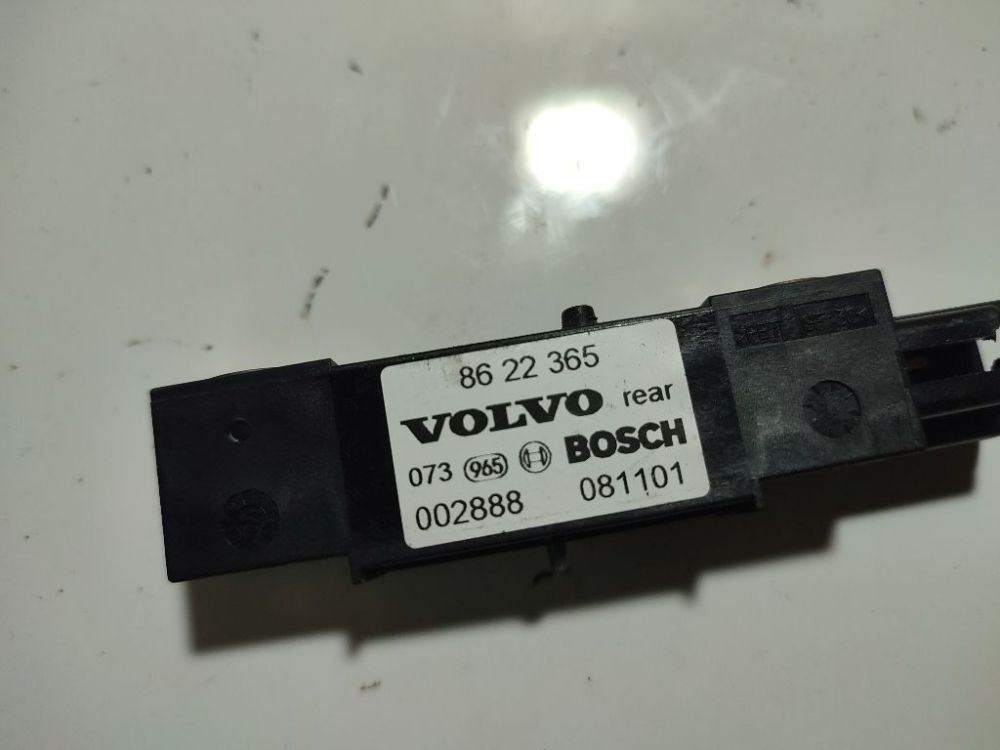 86 22 365
VOLVO rear
073 965 BOSCH
002888 081101